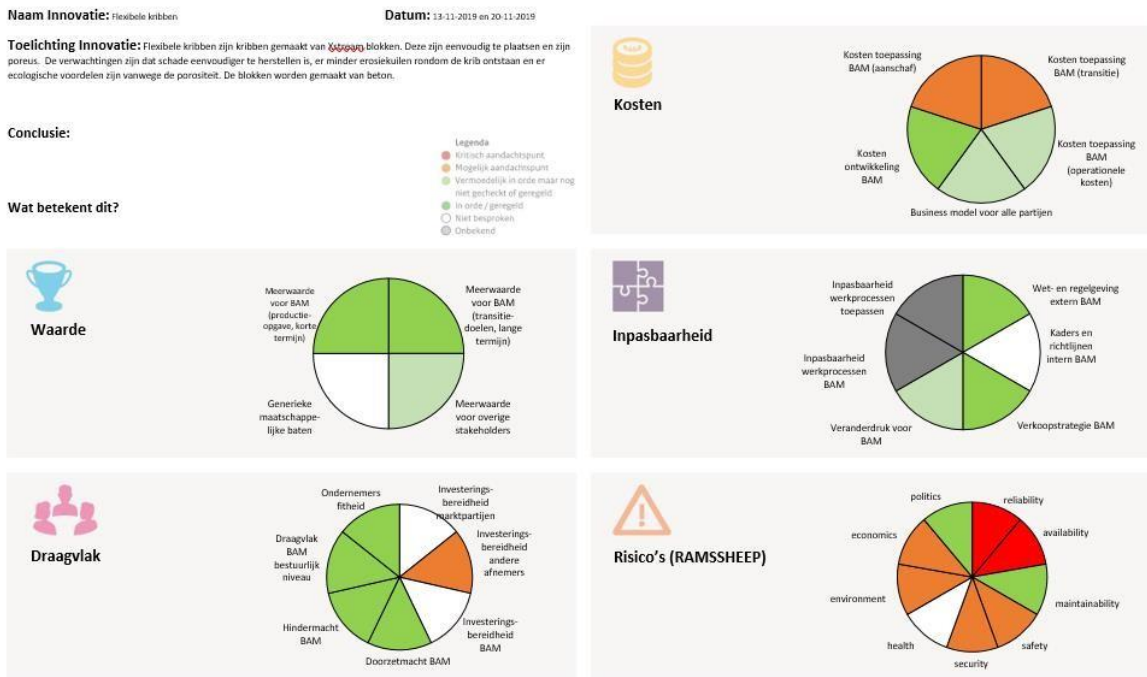 Naam Innovatie: Flexibele kribben
Datum: 13-11-2019 en 20-11-2019
Toelichting Innovatie: Flexibele kribben zijn kribben gemaakt van Xstream blokken. Deze zijn eenvoudig te plaatsen en zijn
poreus. De verwachtingen zijn dat schade eenvoudiger te herstellen is, er minder erosiekuilen rondom de krib ontstaan en er
ecologische voordelen zijn vanwege de porositeit. De blokken worden gemaakt van beton.
Conclusie:
Wat betekent dit?
Legenda
Kritisch aandachtspunt
Mogelijk aandachtspunt
Vermoedelijk in orde maar nog
niet gecheckt of geregeld
In orde / geregeld
Niet besproken
Onbekend
Kosten
Kosten toepassing
BAM (aanschaf)
Kosten toepassing
BAM (transitie)
Kosten toepassing
BAM
(operationele
kosten)
Business model voor alle partijen
Kosten
ontwikkeling
BAM
Waarde
Meerwaarde
voor BAM
(productie-
opgave, korte
termijn)
Meerwaarde
voor BAM
(transitie-
doelen, lange
termijn)
Meerwaarde
voor overige
stakeholders
Generieke
maatschappe-
lijke baten
Inpasbaarheid
Inpasbaarheid
werkprocessen
toepassen
Wet- en regelgeving
extern BAM
Kaders en
richtlijnen
intern BAM
Verkoopstrategie BAM
Veranderdruk voor
BAM
Inpasbaarheid
werkprocessen
BAM
Draagvlak
Ondernemers
fitheid
Investerings-
bereidheid
marktpartijen
Investerings-
bereidheid
andere
afnemers
Investerings-
bereidheid
BAM
Doorzetmacht BAM
Hindermacht
BAM
Draagvlak
BAM
bestuurlijk
niveau
Risico's (RAMSSHEEP)
politics
reliability
availability
maintainability
safety
security
health
environment
economics